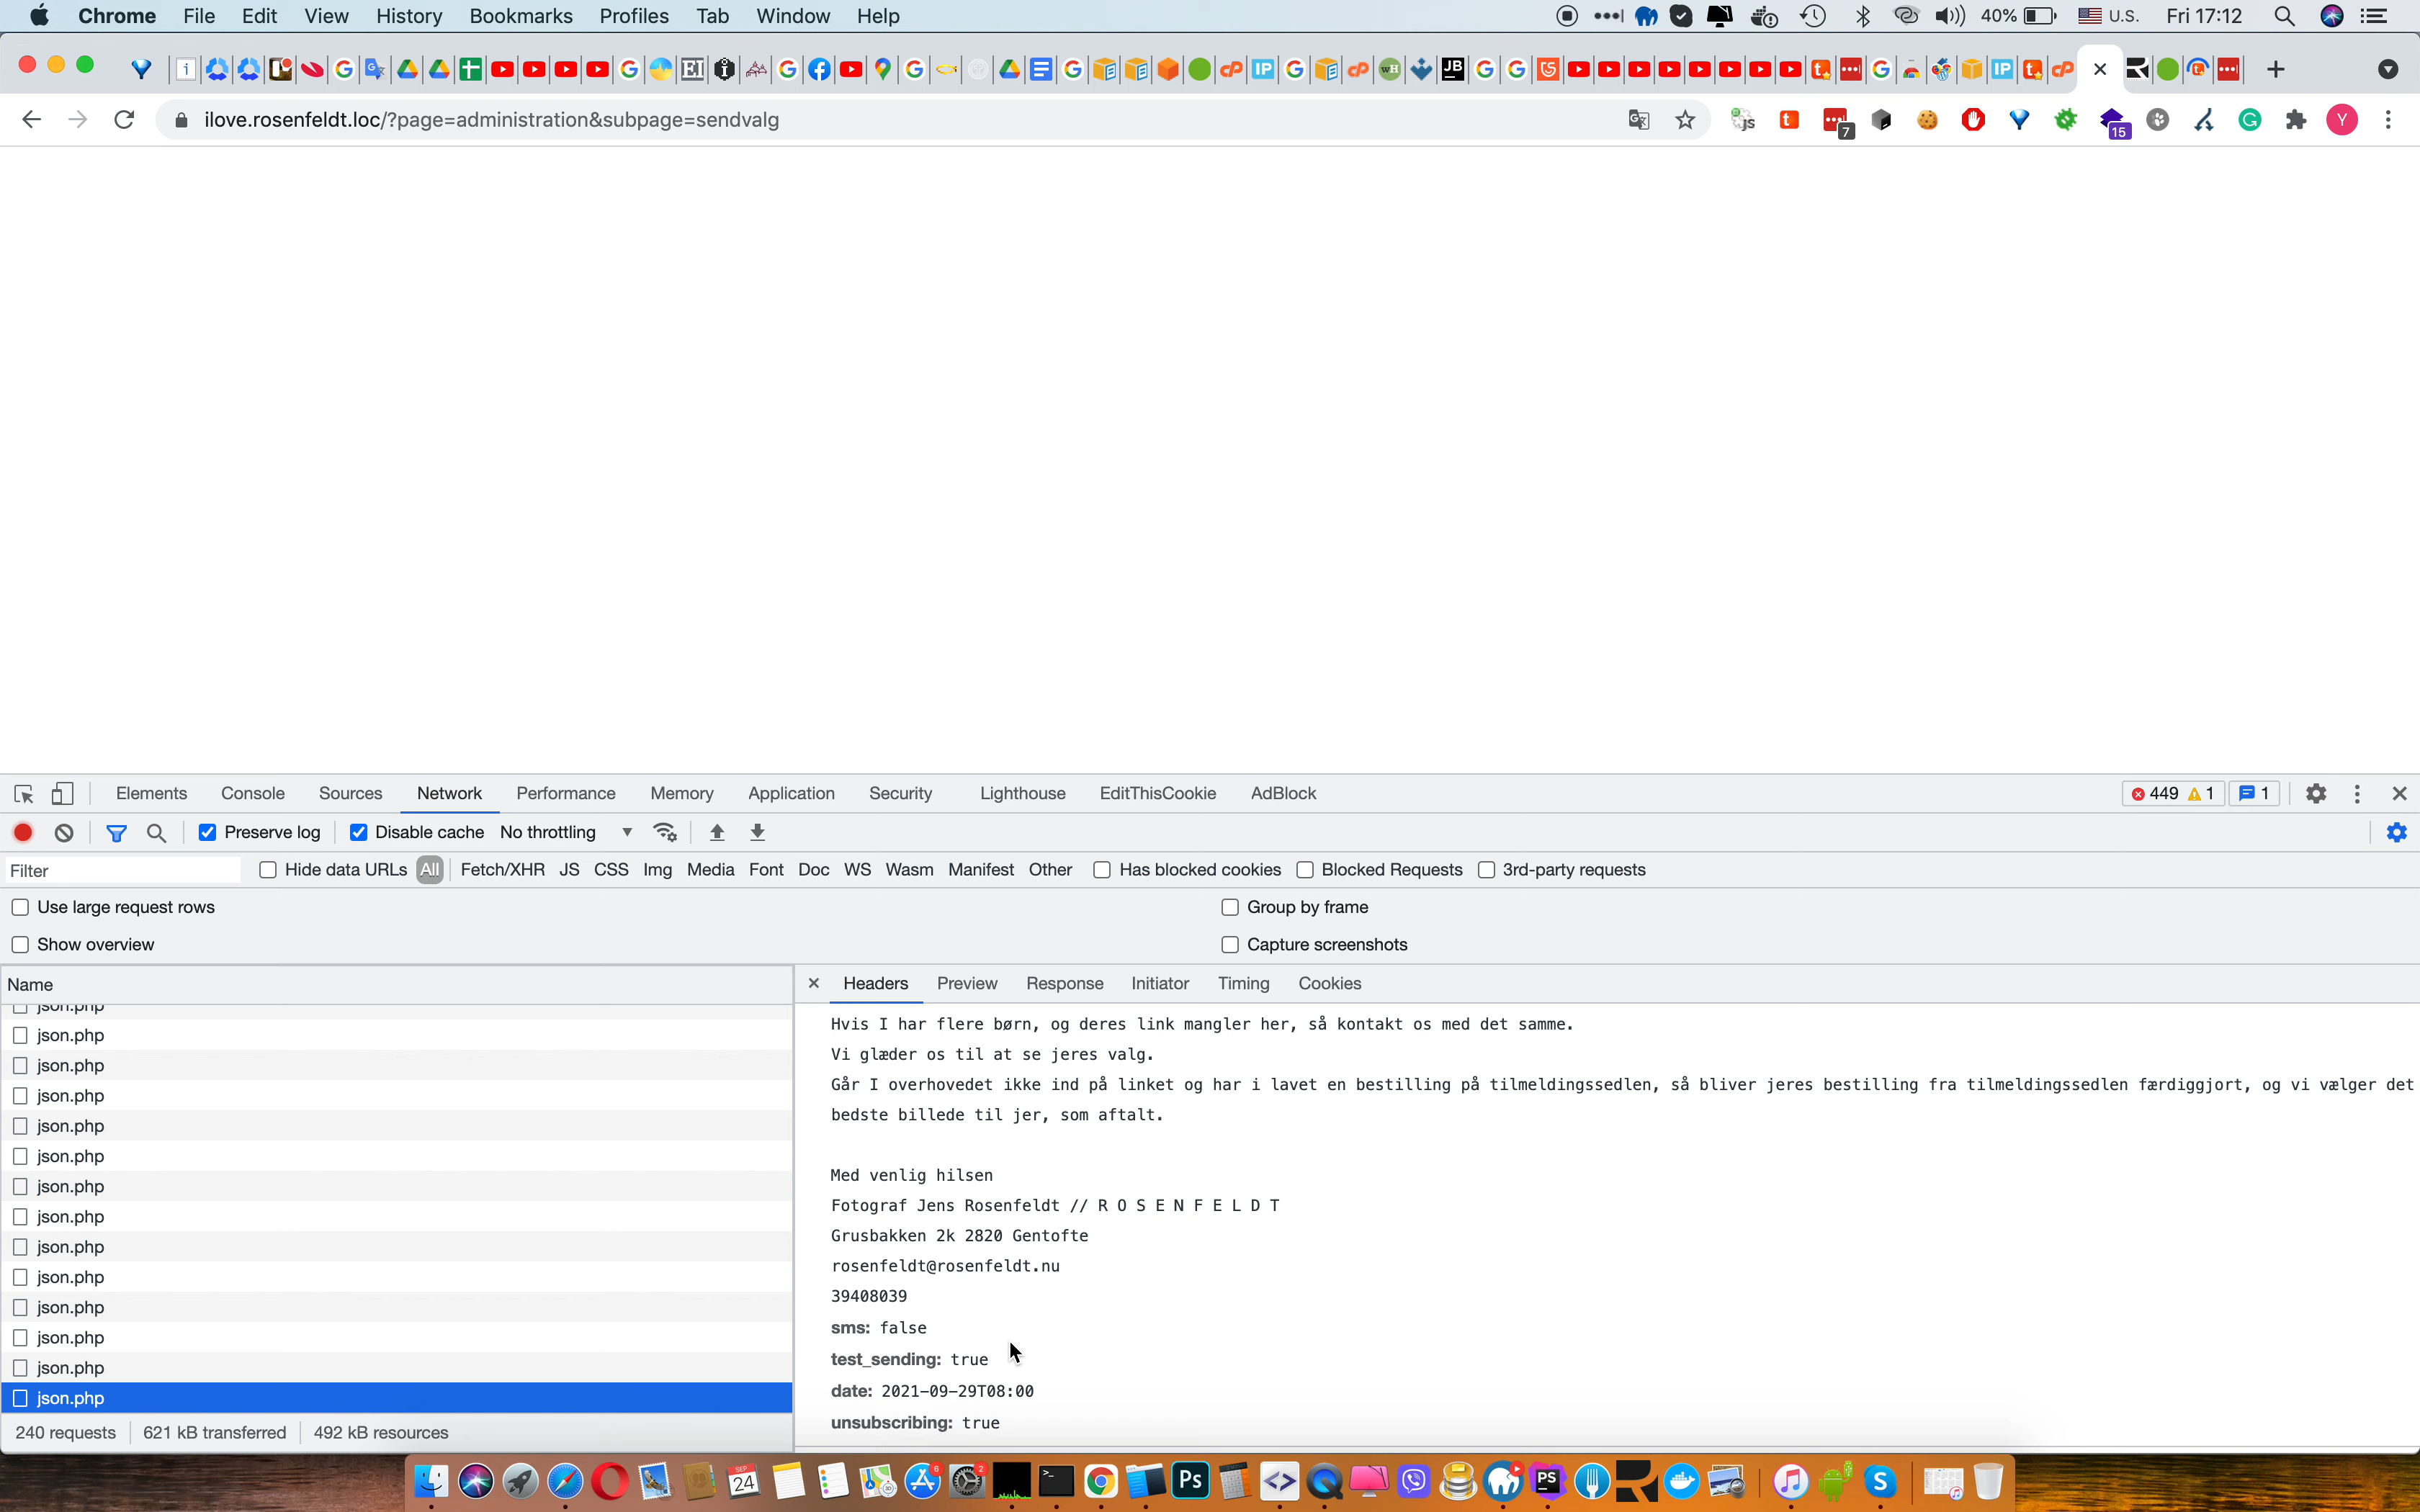 Chrome File Edit View History Bookmarks Profiles Tab Window Help 40% U.S. Fri 17:12
ilove.rosenfeldt.loc/?page=administration&subpage=sendvalg 7 15 Y
Elements Console Sources Network Performance Memory Application Security Lighthouse EditThisCookie AdBlock 449 1 1
Preserve log Disable cache No throttling
Filter Hide data URLs All Fetch/XHR JS CSS Img Media Font Doc WS Wasm Manifest Other Has blocked cookies Blocked Requests 3rd-party requests
Use large request rows Group by frame
Show overview Capture screenshots
Name
json.php
json.php
json.php
json.php
json.php
json.php
json.php
json.php
json.php
json.php
json.php
json.php
json.php
json.php
240 requests 621 kB transferred 492 kB resources
Headers Preview Response Initiator Timing Cookies
Hvis I har flere børn, og deres link mangler her, så kontakt os med det samme.
Vi glæder os til at se jeres valg.
Går I overhovedet ikke ind på linket og har i lavet en bestilling på tilmeldingssedlen, så bliver jeres bestilling fra tilmeldingssedlen færdiggjort, og vi vælger det
bedste billede til jer, som aftalt.
Med venlig hilsen
Fotograf Jens Rosenfeldt // R O S E N F E L D T
Grusbakken 2k 2820 Gentofte
rosenfeldt@rosenfeldt.nu
39408039
sms: false
test_sending: true
date: 2021-09-29T08:00
unsubscribing: true
SEP
24
6
2
Ps
PS